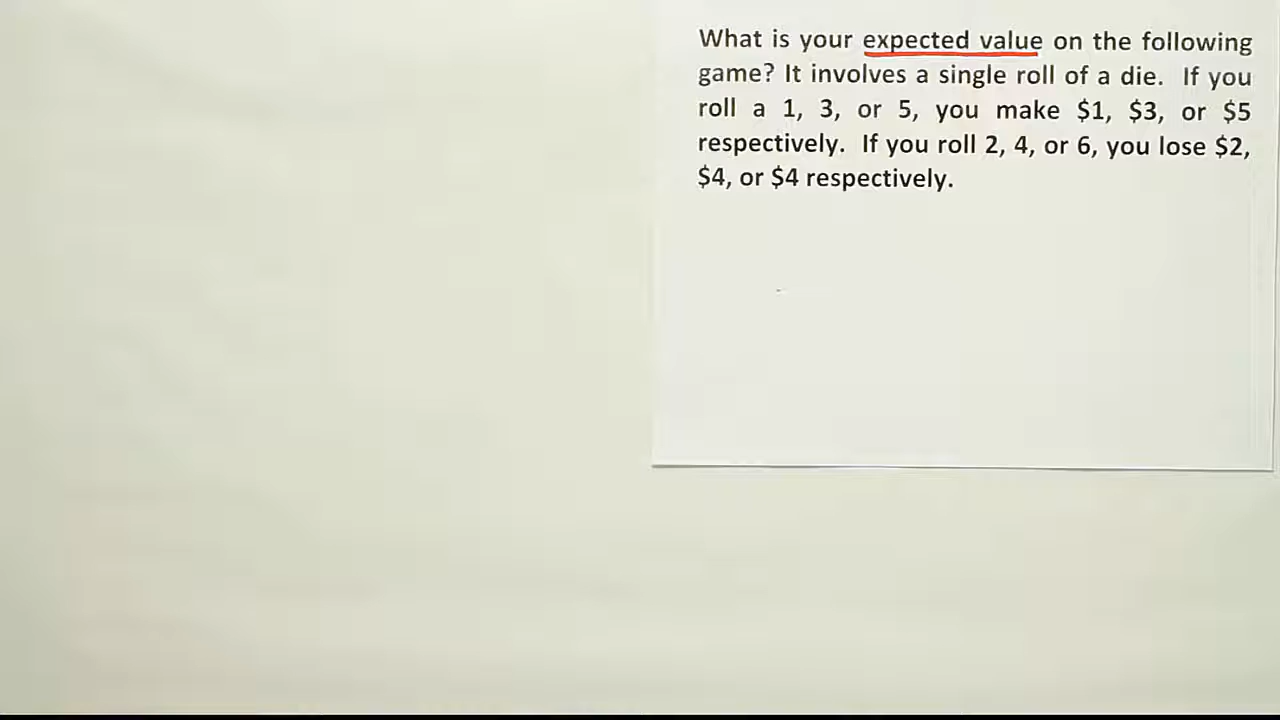 What is your expected value on the following
game? It involves a single roll of a die. If you
roll a 1, 3, or 5, you make $1, $3, or $5
respectively. If you roll 2, 4, or 6, you lose $2,
$4, or $4 respectively.